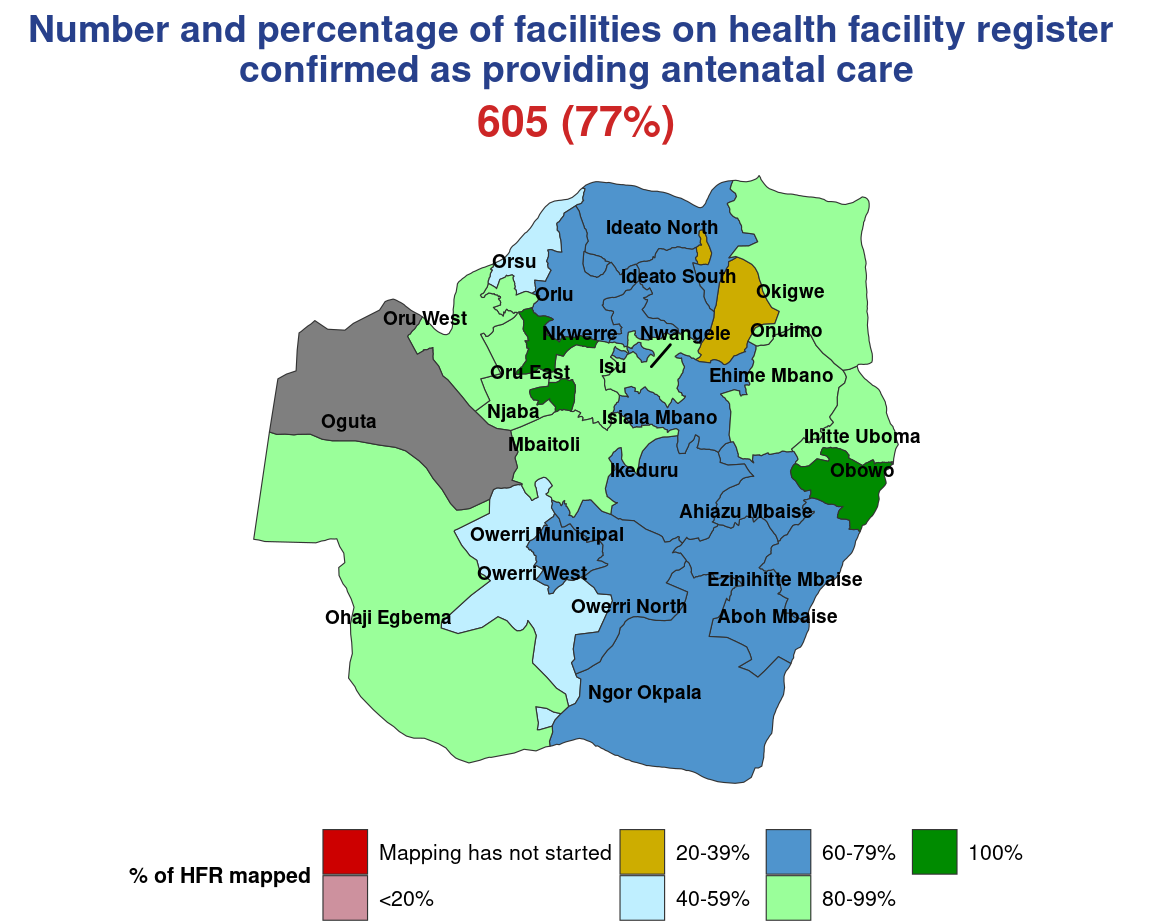 Number and percentage of facilities on health facility register
confirmed as providing antenatal care
605 (77%)
Ideato North
Orsu
Ideato South
Okigwe
Orlu
Oru West
Onuimo
Nkwerre
Nwangele
Isu
Oru East
Ehime Mbano
Njaba
Isiala Mbano
Oguta
Ihitte Uboma
Mbaitoli
Ikeduru
Obowo
Ahiazu Mbaise
Owerri Municipal
Owerri West
Ezinihitte Mbaise
Owerri North
Ohaji Egbema
Aboh Mbaise
Ngor Okpala
% of HFR mapped
Mapping has not started
<20%
20-39%
40-59%
60-79%
80-99%
100%